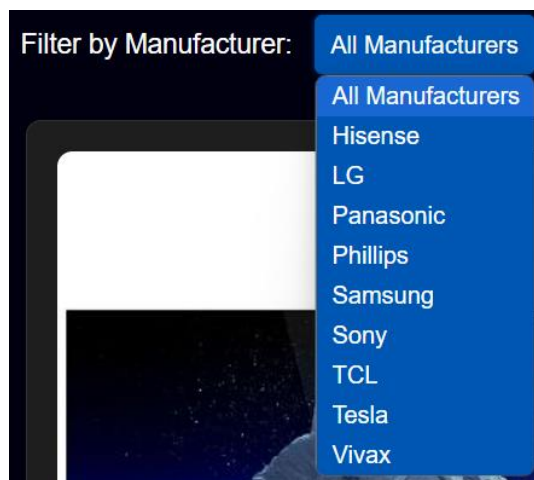 Filter by Manufacturer: All Manufacturers
All Manufacturers
Hisense
LG
Panasonic
Phillips
Samsung
Sony
TCL
Tesla
Vivax